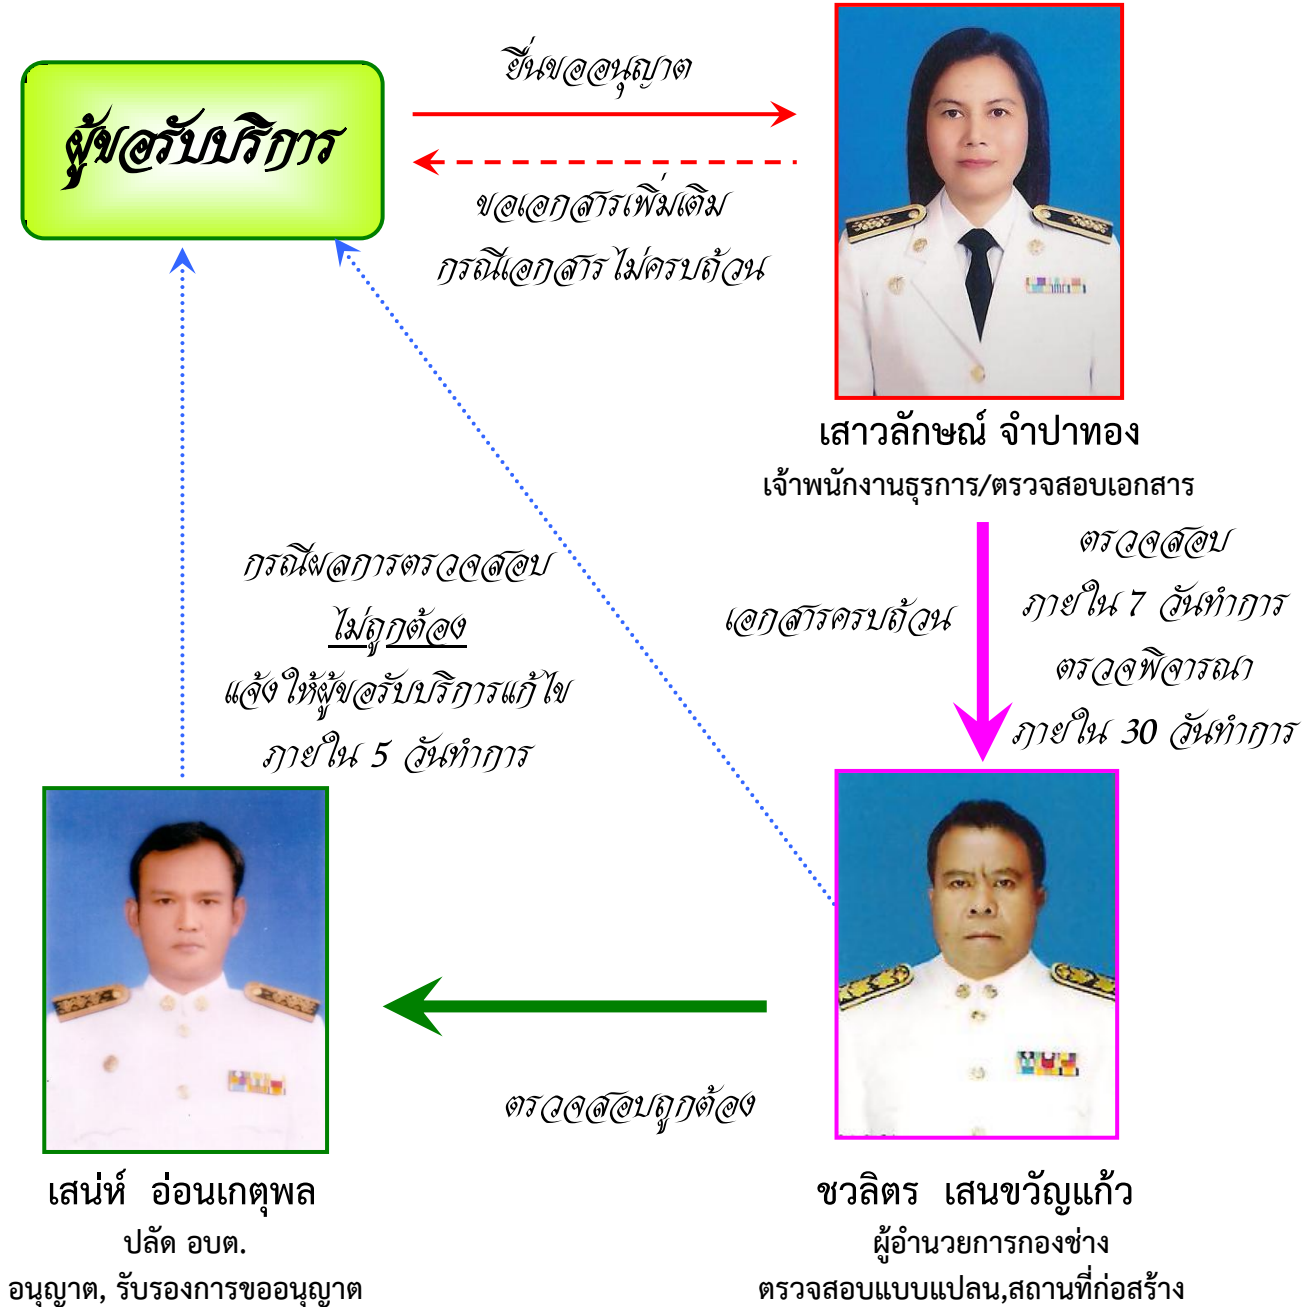 ผู้ขอรับบริการ
ยื่นขออนุญาต
ขอเอกสารเพิ่มเติม
กรณีเอกสารไม่ครบถ้วน
เสาวลักษณ์ จำปาทอง
เจ้าพนักงานธุรการ/ตรวจสอบเอกสาร
เอกสารครบถ้วน
ตรวจสอบ
ภายใน 7 วันทำการ
ตรวจพิจารณา
ภายใน 30 วันทำการ
กรณีผลการตรวจสอบ
ไม่ถูกต้อง
แจ้งให้ผู้ขอรับบริการแก้ไข
ภายใน 5 วันทำการ
ตรวจสอบถูกต้อง
ชวลิตร เสนขวัญแก้ว
ผู้อำนวยการกองช่าง
ตรวจสอบแบบแปลน,สถานที่ก่อสร้าง
เสน่ห์ อ่อนเกตุพล
ปลัด อบต.
อนุญาต, รับรองการขออนุญาต